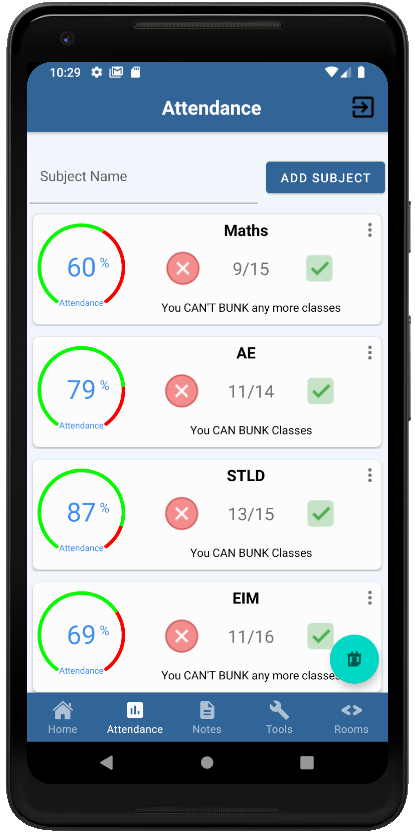 10:29
Attendance
Subject Name
ADD SUBJECT
Maths
60 %
Attendance
9/15
You CAN'T BUNK any more classes
AE
79 %
Attendance
11/14
You CAN BUNK Classes
STLD
87 %
Attendance
13/15
You CAN BUNK Classes
EIM
69 %
Attendance
11/16
You CAN'T BUNK any more classes
Home
Attendance
Notes
Tools
Rooms